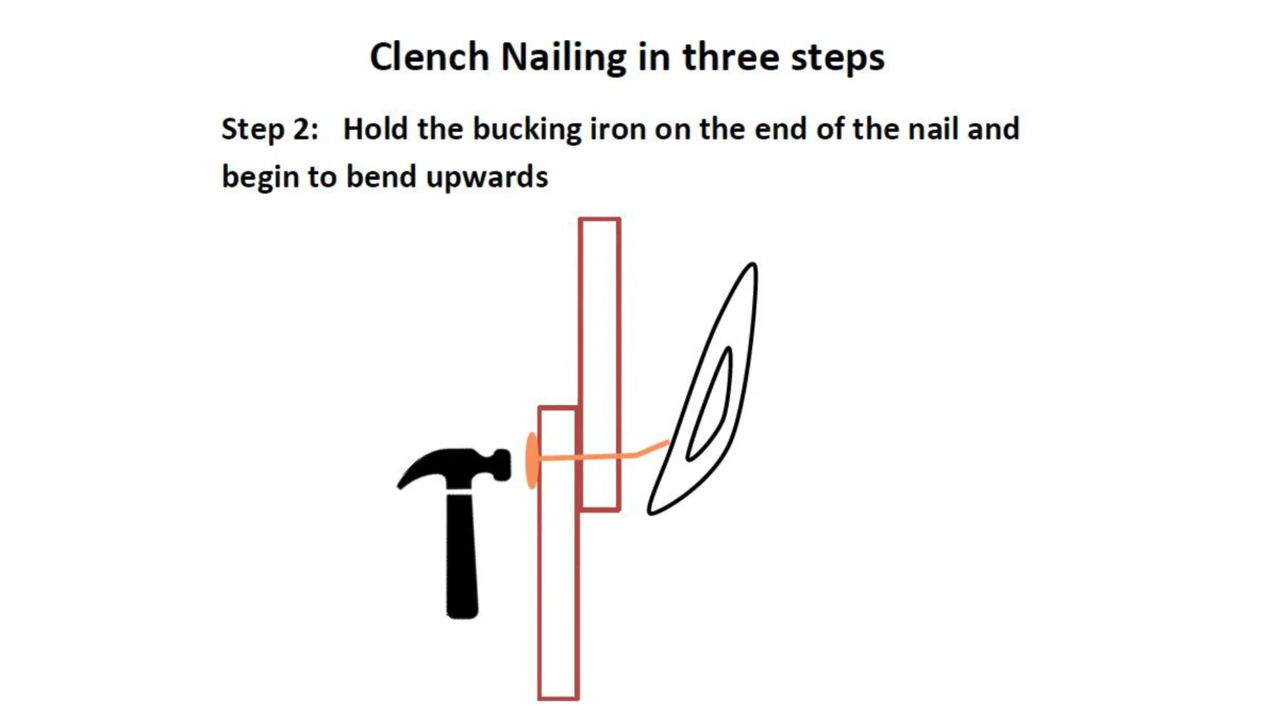 Clench Nailing in three steps
Step 2: Hold the bucking iron on the end of the nail and
begin to bend upwards